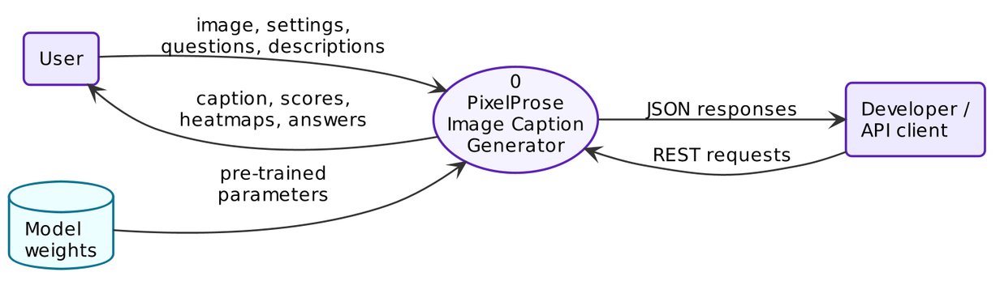 image, settings,
questions, descriptions
User
caption, scores,
heatmaps, answers
0
PixelProse
Image Caption
Generator
JSON responses
REST requests
Developer /
API client
pre-trained
parameters
Model
weights